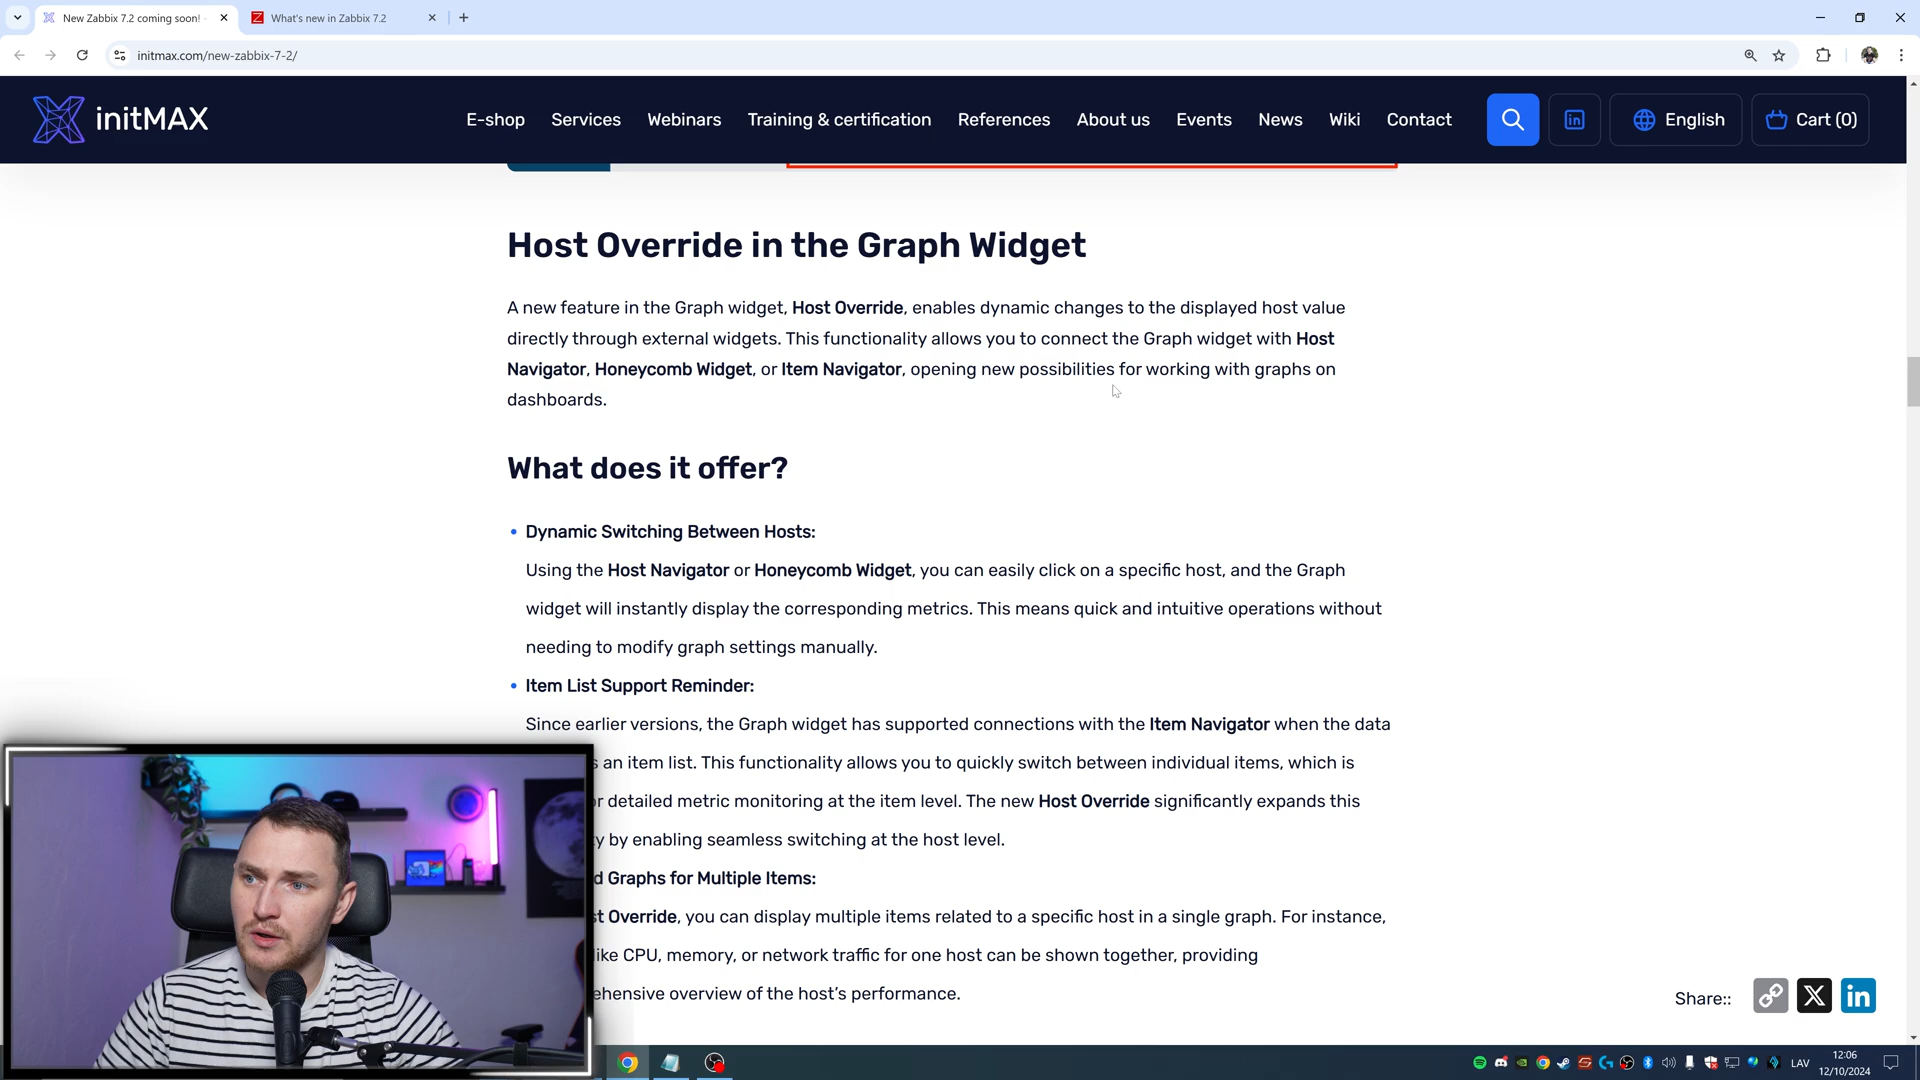 New Zabbix 7.2 coming soon!
What's new in Zabbix 7.2
initmax.com/new-zabbix-7-2/
initMAX
E-shop
Services
Webinars
Training & certification
References
About us
Events
News
Wiki
Contact
English
Cart (0)
Host Override in the Graph Widget
A new feature in the Graph widget, Host Override, enables dynamic changes to the displayed host value
directly through external widgets. This functionality allows you to connect the Graph widget with Host
Navigator, Honeycomb Widget, or Item Navigator, opening new possibilities for working with graphs on
dashboards.
What does it offer?
• Dynamic Switching Between Hosts:
Using the Host Navigator or Honeycomb Widget, you can easily click on a specific host, and the Graph
widget will instantly display the corresponding metrics. This means quick and intuitive operations without
needing to modify graph settings manually.
• Item List Support Reminder:
Since earlier versions, the Graph widget has supported connections with the Item Navigator when the data
an item list. This functionality allows you to quickly switch between individual items, which is
detailed metric monitoring at the item level. The new Host Override significantly expands this
by enabling seamless switching at the host level.
Graphs for Multiple Items:
Override, you can display multiple items related to a specific host in a single graph. For instance,
like CPU, memory, or network traffic for one host can be shown together, providing
overview of the host's performance.
Share::
LAV
12:06
12/10/2024